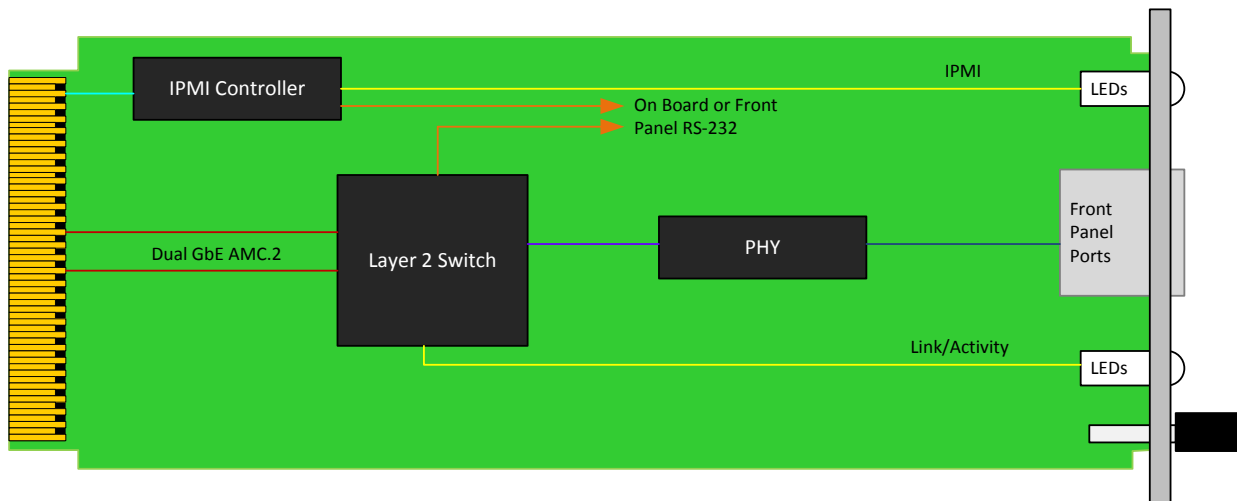 IPMI Controller
IPMI
LEDs
On Board or Front
Panel RS-232
Front
Panel
Ports
Dual GbE AMC.2
Layer 2 Switch
PHY
Link/Activity
LEDs